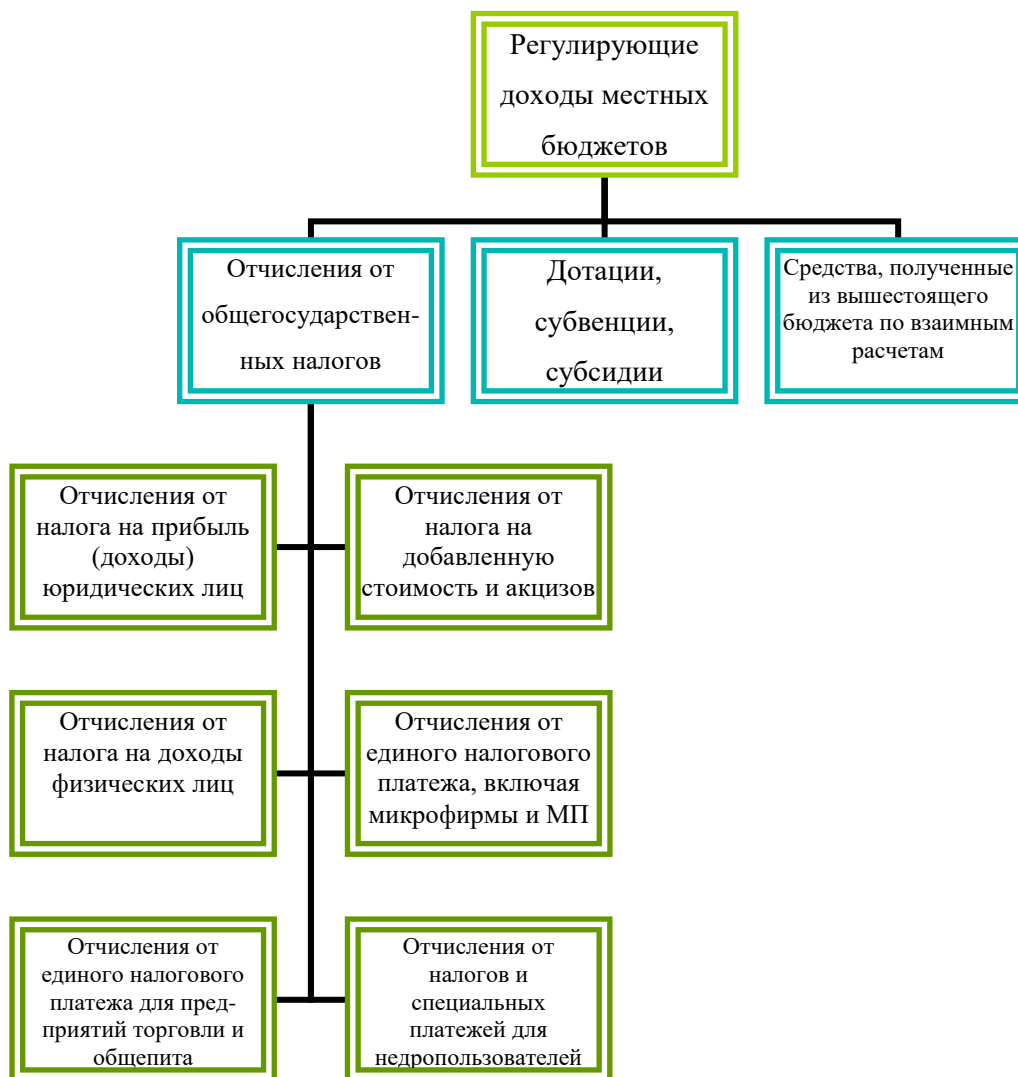 Регулирующие
доходы местных
бюджетов
Отчисления от
общегосударствен-
ных налогов
Дотации,
субвенции,
субсидии
Средства, полученные
из вышестоящего
бюджета по взаимным
расчетам
Отчисления от
налога на прибыль
(доходы)
юридических лиц
Отчисления от
налога на
добавленную
стоимость и акцизов
Отчисления от
налога на доходы
физических лиц
Отчисления от
единого налогового
платежа, включая
микрофирмы и МП
Отчисления от
единого налогового
платежа для пред-
приятий торговли и
общепита
Отчисления от
налогов и
специальных
платежей для
недропользователей